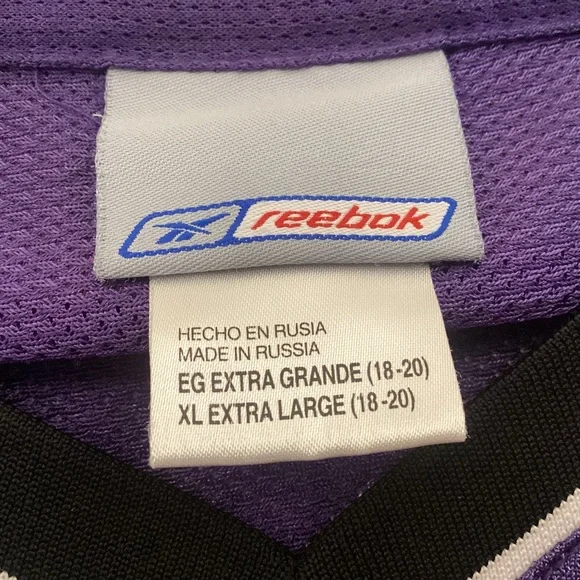 reebok
HECHO EN RUSIA
MADE IN RUSSIA
EG EXTRA GRANDE (18-20)
XL EXTRA LARGE (18-20)